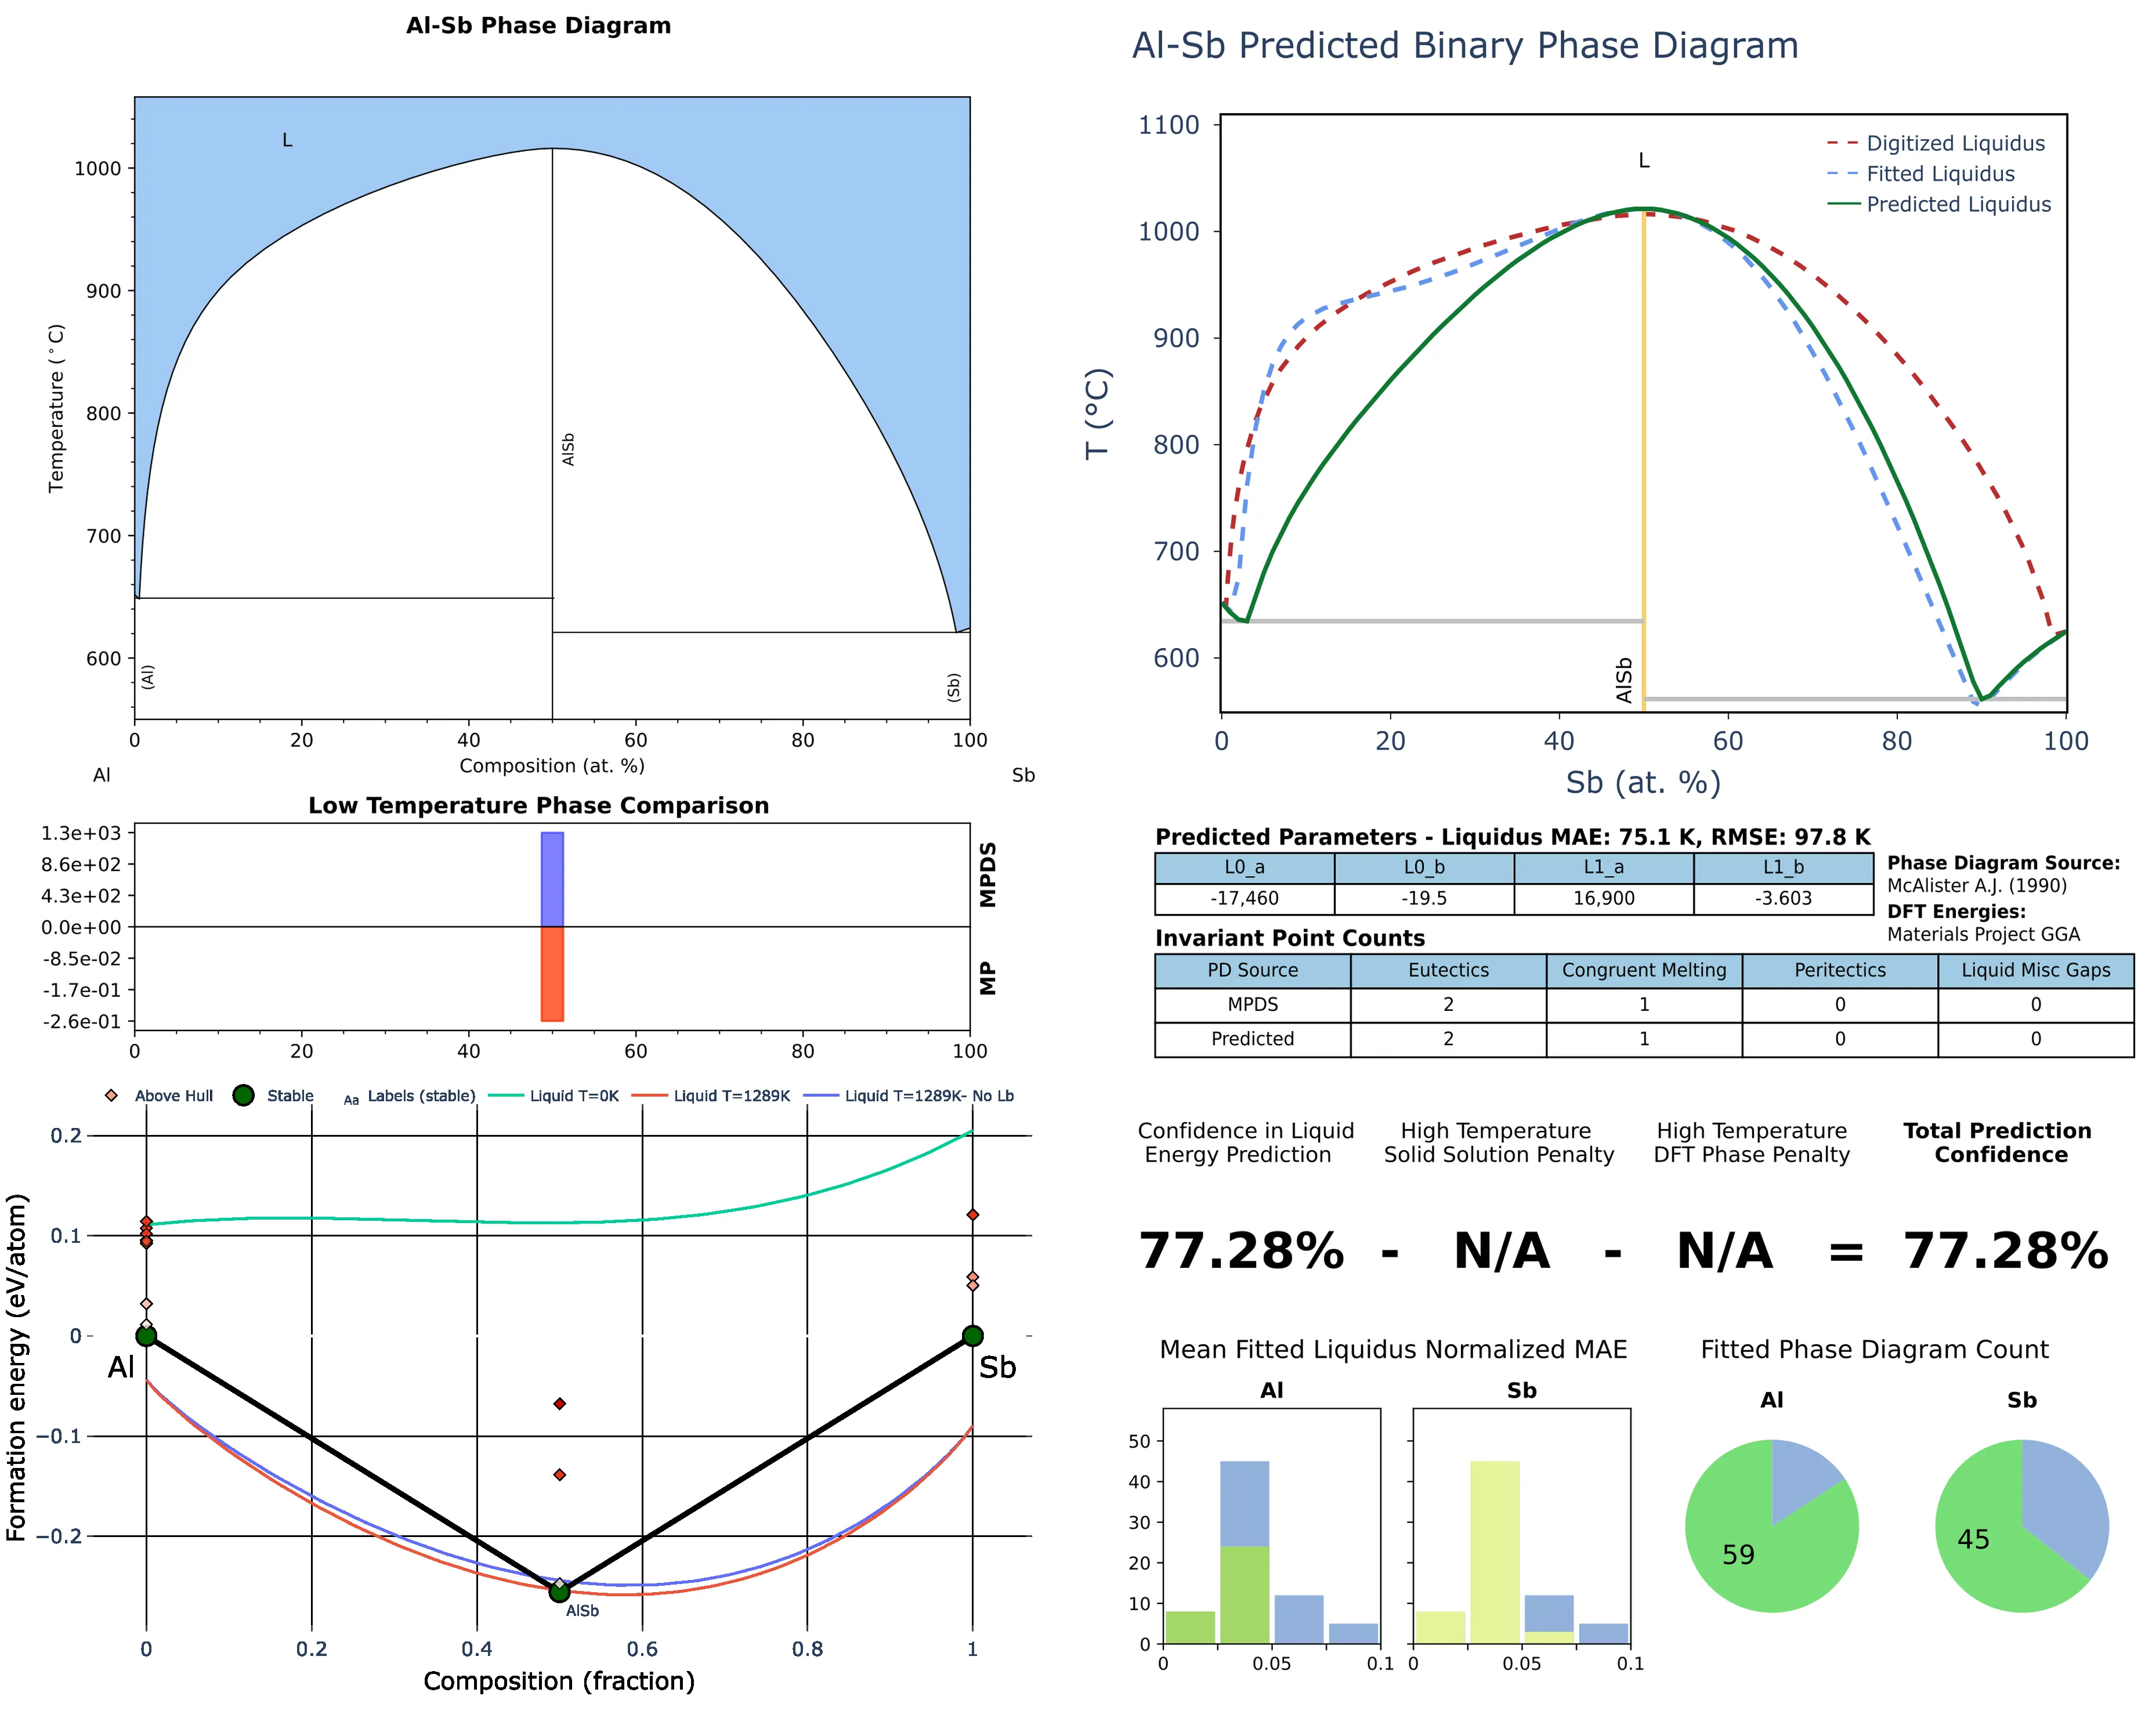 Al-Sb Phase Diagram
L
1000
900
800
700
600
Temperature (°C)
AlSb
(Al)
(Sb)
0 20 40 60 80 100
Composition (at. %)
Al
Sb
Low Temperature Phase Comparison
1.3e+03
8.6e+02
4.3e+02
0.0e+00
-8.5e-02
-1.7e-01
-2.6e-01
MPDS
MP
0 20 40 60 80 100
Above Hull Stable Aa Labels (stable) Liquid T=0K Liquid T=1289K Liquid T=1289K- No Lb
0.2
0.1
0
−0.1
−0.2
Formation energy (eV/atom)
Al
Sb
AlSb
0 0.2 0.4 0.6 0.8 1
Composition (fraction)
Al-Sb Predicted Binary Phase Diagram
1100
1000
900
800
700
600
T (°C)
L
Digitized Liquidus
Fitted Liquidus
Predicted Liquidus
AlSb
0 20 40 60 80 100
Sb (at. %)
Predicted Parameters - Liquidus MAE: 75.1 K, RMSE: 97.8 K
L0_a L0_b L1_a L1_b
-17,460 -19.5 16,900 -3.603
Phase Diagram Source:
McAlister A.J. (1990)
DFT Energies:
Materials Project GGA
Invariant Point Counts
PD Source Eutectics Congruent Melting Peritectics Liquid Misc Gaps
MPDS 2 1 0 0
Predicted 2 1 0 0
Confidence in Liquid
Energy Prediction
High Temperature
Solid Solution Penalty
High Temperature
DFT Phase Penalty
Total Prediction
Confidence
77.28% - N/A - N/A = 77.28%
Mean Fitted Liquidus Normalized MAE
Al
Sb
50
40
30
20
10
0
0 0.05 0.1
0 0.05 0.1
Fitted Phase Diagram Count
Al
Sb
59
45